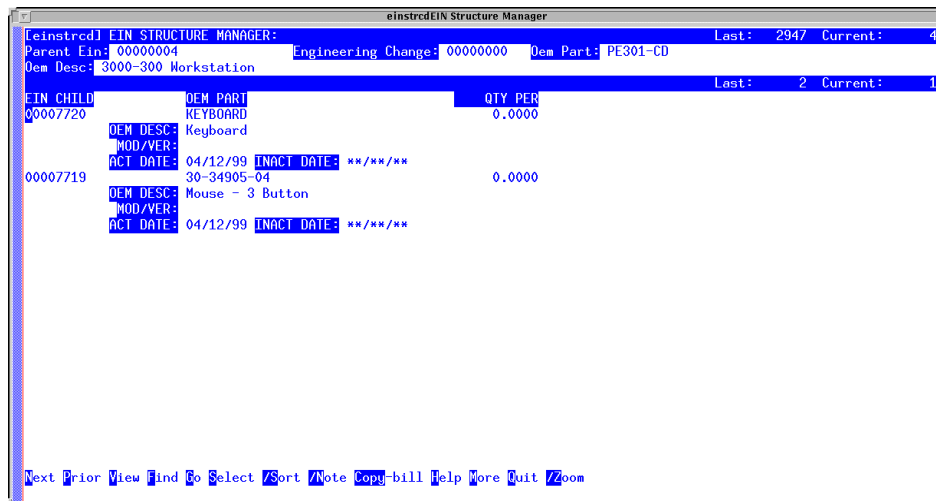 einstrcdEIN Structure Manager
[einstrcd] EIN STRUCTURE MANAGER: Last: 2947 Current: 4
Parent Ein: 00000004 Engineering Change: 00000000 Oem Part: PE301-CD
Oem Desc: 3000-300 Workstation
Last: 2 Current: 1
EIN CHILD OEM PART QTY PER
00007720 KEYBOARD 0.0000
OEM DESC: Keyboard
MOD/VER:
ACT DATE: 04/12/99 INACT DATE: **/**/**
00007719 30-34905-04 0.0000
OEM DESC: Mouse - 3 Button
MOD/VER:
ACT DATE: 04/12/99 INACT DATE: **/**/**
Next Prior View Find Go Select /Sort /Note Copy-bill Help More Quit /Zoom